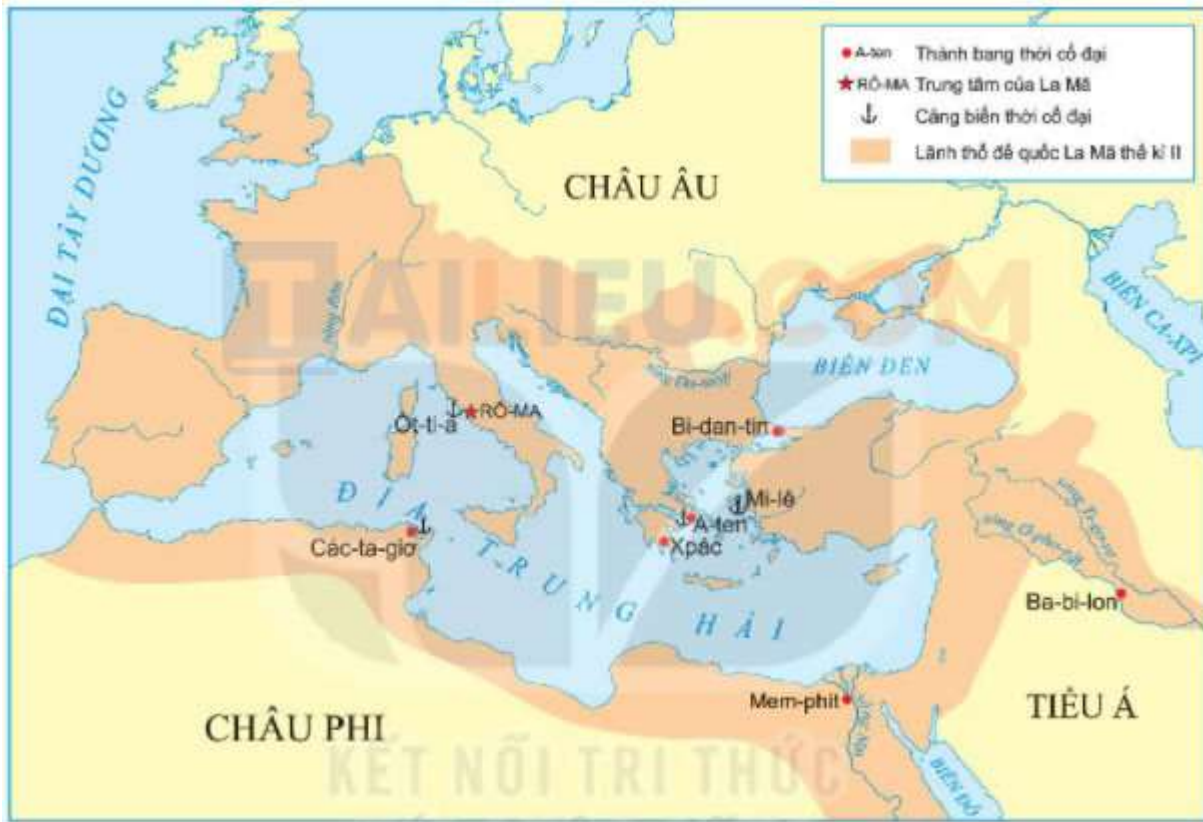 A-ten Thành bang thời cổ đại
RÔ-MA Trung tâm của La Mã
Cảng biển thời cổ đại
Lãnh thổ đế quốc La Mã thế kỉ II
ĐẠI TÂY DƯƠNG
CHÂU ÂU
TAILIEU.COM
BIỂN CA-XPI
BIỂN ĐEN
RÔ-MA
Ốt-ti-a
Bi-dan-tin
Mi-lê
A-ten
Xpác
Các-ta-giơ
ĐỊA TRUNG HẢI
Ba-bi-lon
Mem-phit
TIỂU Á
CHÂU PHI
BIỂN ĐỎ
KẾT NỐI TRI THỨC